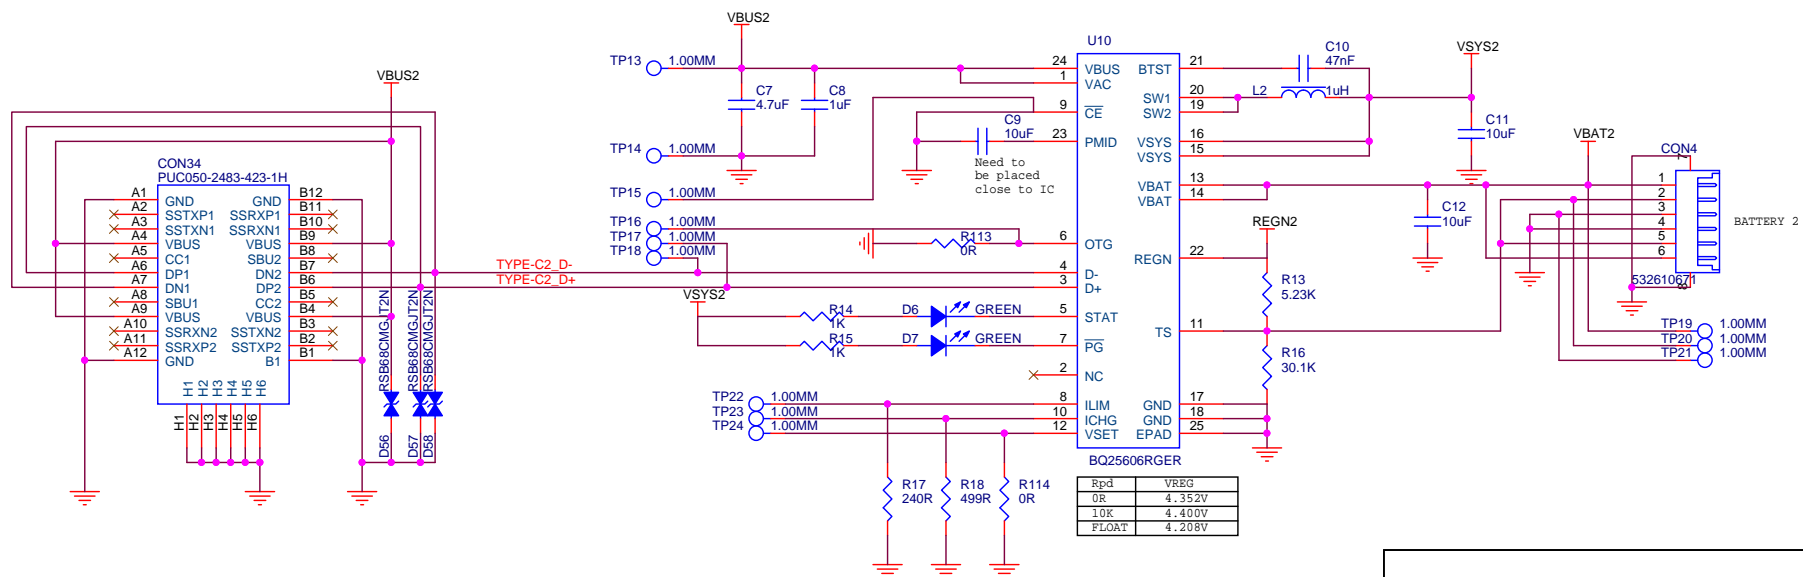 VBUS2
CON34
PUC050-2483-423-1H
A1 GND GND B12
A2 SSTXP1 SSRXP1 B11
A3 SSTXN1 SSRXN1 B10
A4 VBUS VBUS B9
A5 CC1 SBU2 B8
A6 DP1 DN2 B7
A7 DN1 DP2 B6
A8 SBU1 CC2 B5
A9 VBUS VBUS B4
A10 SSRXN2 SSTXN2 B3
A11 SSRXP2 SSTXP2 B2
A12 GND B1 B1
H1 H2 H3 H4 H5 H6
H1 H2 H3 H4 H5 H6
RSB68CMGJT2N
RSB68CMGJT2N
RSB68CMGJT2N
D56
D57
D58
TYPE-C2_D-
TYPE-C2_D+
VBUS2
TP13 1.00MM
C7
4.7uF
C8
1uF
TP14 1.00MM
C9
10uF
Need to
be placed
close to IC
TP15 1.00MM
TP16 1.00MM
TP17 1.00MM
TP18 1.00MM
R113
0R
VSYS2
R14
1K
D6 GREEN
R15
1K
D7 GREEN
TP22 1.00MM
TP23 1.00MM
TP24 1.00MM
R17
240R
R18
499R
R114
0R
U10
24 VBUS BTST 21
1 VAC
SW1 20
9 CE SW2 19
23 PMID VSYS 16
VSYS 15
VBAT 13
VBAT 14
6 OTG
REGN 22
4 D-
3 D+
5 STAT
TS 11
7 PG
2 NC
8 ILIM GND 17
10 ICHG GND 18
12 VSET EPAD 25
BQ25606RGER
Rpd VREG
0R 4.352V
10K 4.400V
FLOAT 4.208V
C10
47nF
L2 1uH
VSYS2
C11
10uF
VBAT2
C12
10uF
REGN2
R13
5.23K
R16
30.1K
CON4
7
1
2
3
4
5
6
8
BATTERY 2
532610671
TP19 1.00MM
TP20 1.00MM
TP21 1.00MM